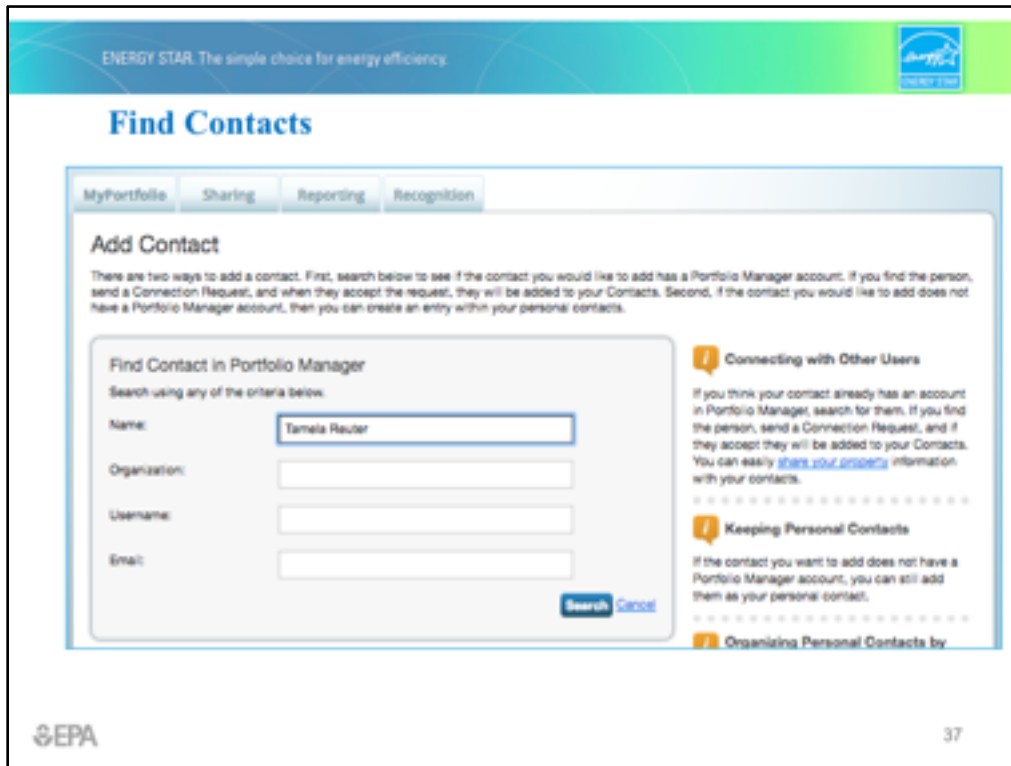 ENERGY STAR. The simple choice for energy efficiency.
ENERGY STAR
Find Contacts
MyPortfolio Sharing Reporting Recognition
Add Contact
There are two ways to add a contact. First, search below to see if the contact you would like to add has a Portfolio Manager account. If you find the person,
send a Connection Request, and when they accept the request, they will be added to your Contacts. Second, if the contact you would like to add does not
have a Portfolio Manager account, then you can create an entry within your personal contacts.
Find Contact in Portfolio Manager
Search using any of the criteria below.
Name: Tamela Reuter
Organization:
Username:
Email:
Search Cancel
Connecting with Other Users
If you think your contact already has an account
in Portfolio Manager, search for them. If you find
the person, send a Connection Request, and if
they accept they will be added to your Contacts.
You can easily share your property information
with your contacts.
Keeping Personal Contacts
If the contact you want to add does not have a
Portfolio Manager account, you can still add
them as your personal contact.
Organizing Personal Contacts by
EPA
37